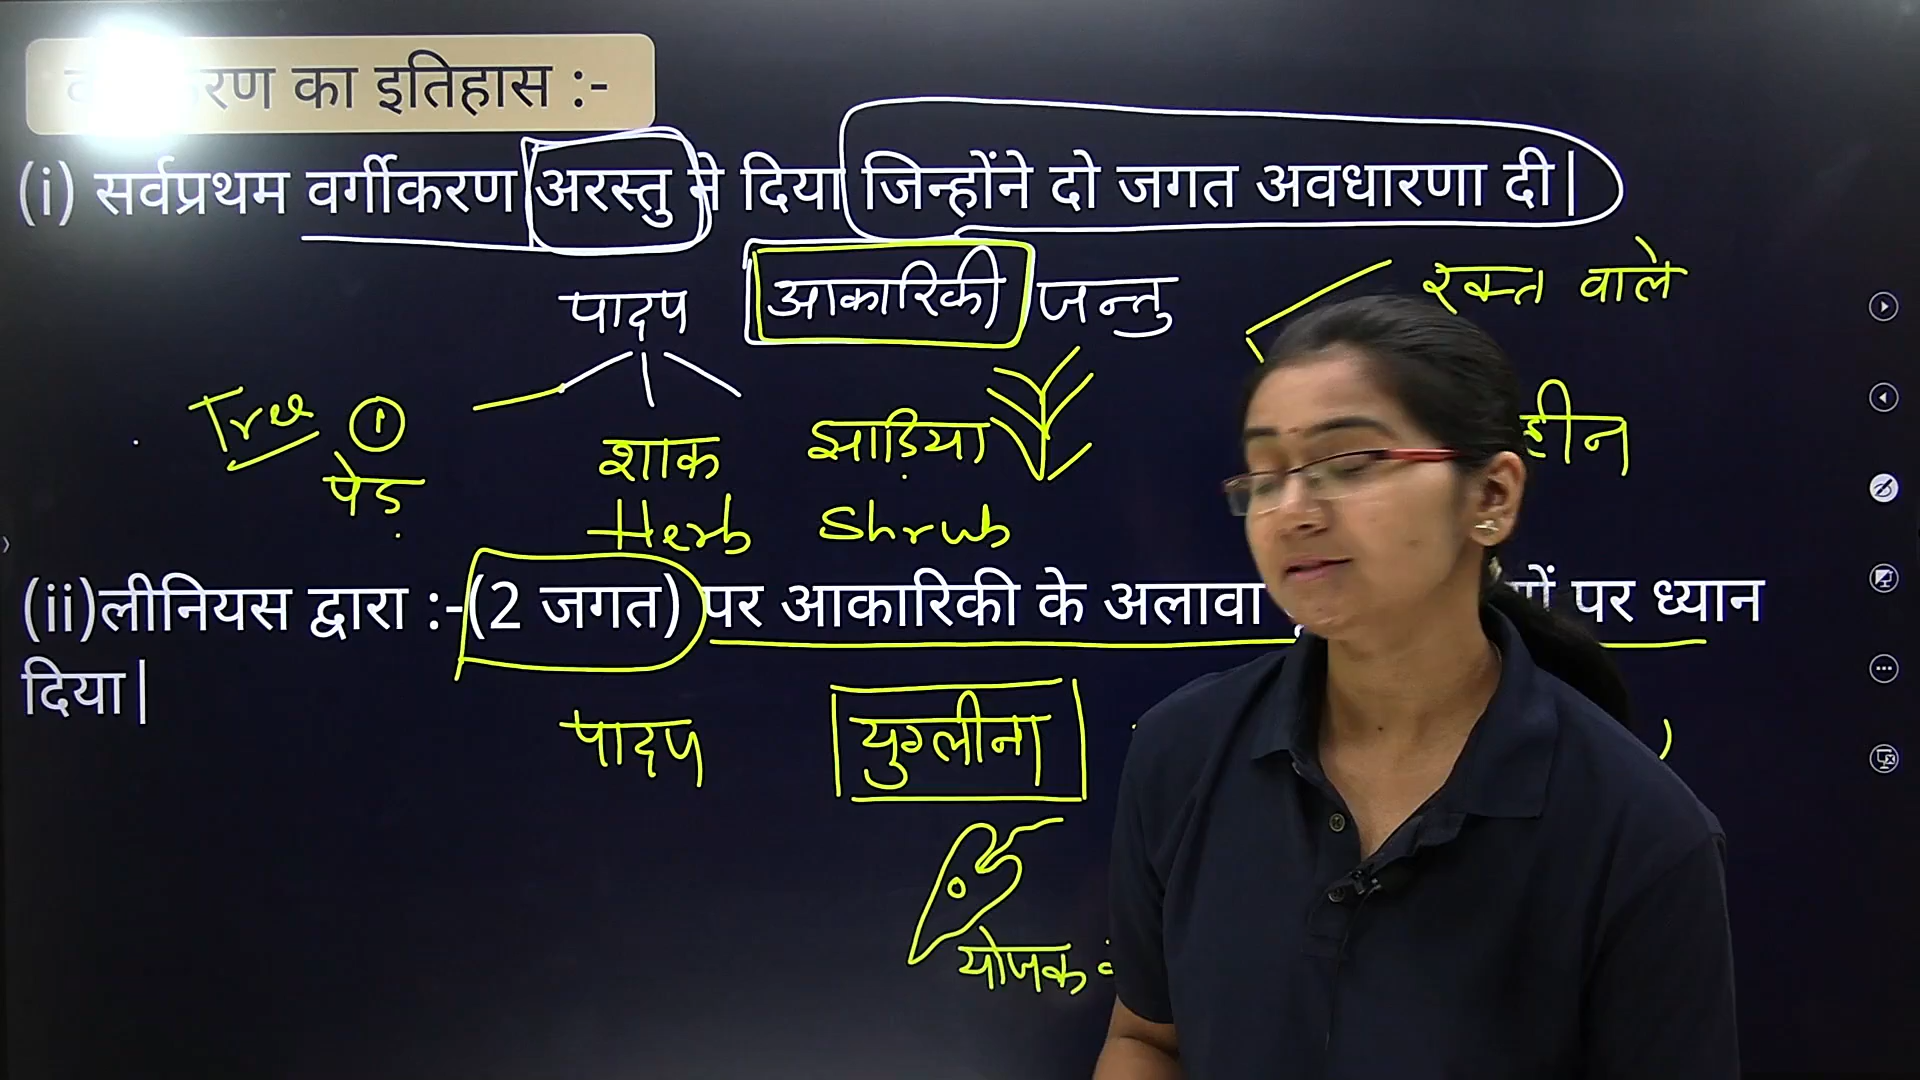 का इतिहास :-
(i) सर्वप्रथम वर्गीकरण अरस्तु ने दिया जिन्होंने दो जगत अवधारणा दी|
पादप आकारिकी जन्तु रक्त वाले
Tree ① पेड़ शाक झाड़िया हीन
Herb Shrub
(ii)लीनियस द्वारा :-(2 जगत) पर आकारिकी के अलावा पर ध्यान
दिया|
पादप युग्लीना
योजक